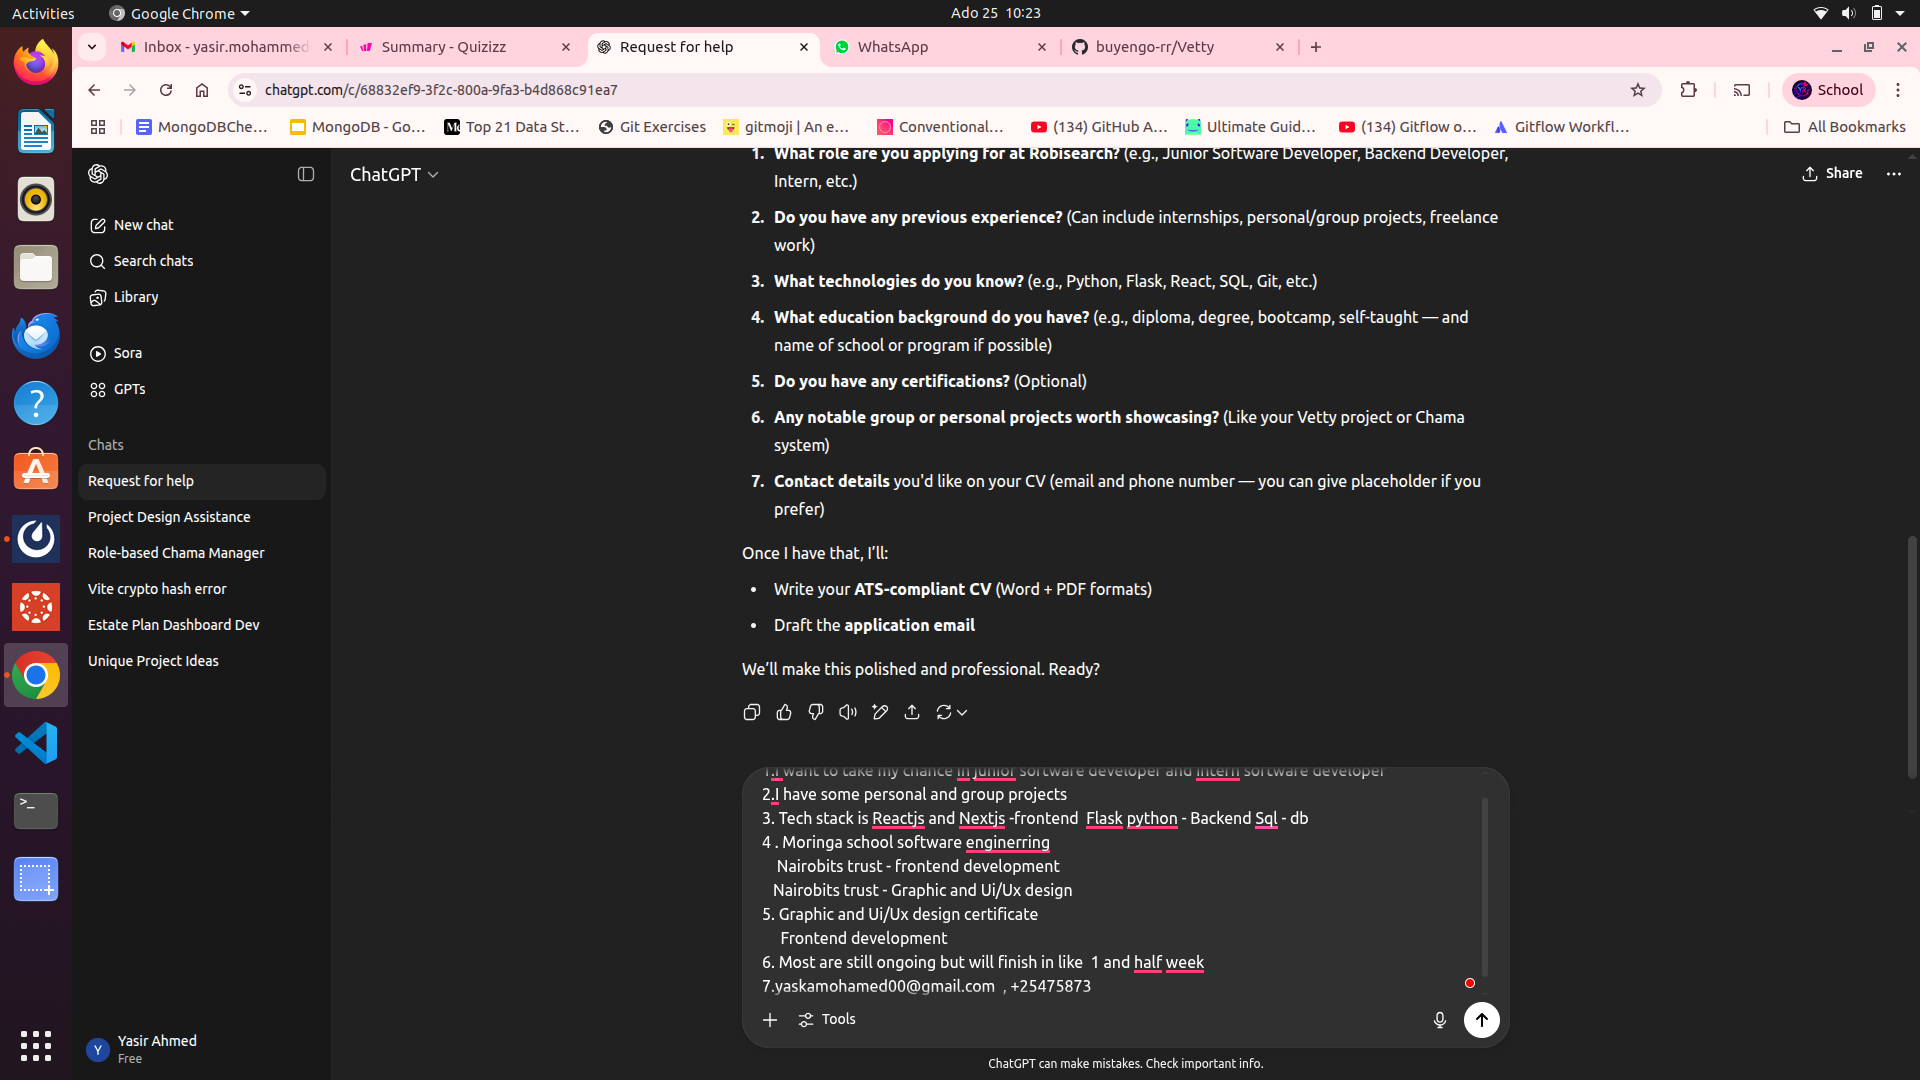 Activities
Google Chrome
Ado 25 10:23
Inbox - yasir.mohammed
Summary - Quizizz
Request for help
WhatsApp
buyengo-rr/Vetty
chatgpt.com/c/68832ef9-3f2c-800a-9fa3-b4d868c91ea7
School
MongoDBChe...
MongoDB - Go...
Top 21 Data St...
Git Exercises
gitmoji | An e...
Conventional...
(134) GitHub A...
Ultimate Guid...
(134) Gitflow o...
Gitflow Workfl...
All Bookmarks
ChatGPT
Share
New chat
Search chats
Library
Sora
GPTs
Chats
Request for help
Project Design Assistance
Role-based Chama Manager
Vite crypto hash error
Estate Plan Dashboard Dev
Unique Project Ideas
Y
Yasir Ahmed
Free
1. What role are you applying for at Robisearch? (e.g., Junior Software Developer, Backend Developer,
Intern, etc.)
2. Do you have any previous experience? (Can include internships, personal/group projects, freelance
work)
3. What technologies do you know? (e.g., Python, Flask, React, SQL, Git, etc.)
4. What education background do you have? (e.g., diploma, degree, bootcamp, self-taught — and
name of school or program if possible)
5. Do you have any certifications? (Optional)
6. Any notable group or personal projects worth showcasing? (Like your Vetty project or Chama
system)
7. Contact details you'd like on your CV (email and phone number — you can give placeholder if you
prefer)
Once I have that, I’ll:
• Write your ATS-compliant CV (Word + PDF formats)
• Draft the application email
We’ll make this polished and professional. Ready?
1.I want to take my chance in junior software developer and intern software developer
2.I have some personal and group projects
3. Tech stack is Reactjs and Nextjs -frontend  Flask python - Backend Sql - db
4 . Moringa school software enginerring
Nairobits trust - frontend development
Nairobits trust - Graphic and Ui/Ux design
5. Graphic and Ui/Ux design certificate
Frontend development
6. Most are still ongoing but will finish in like  1 and half week
7.yaskamohamed00@gmail.com  , +25475873
Tools
ChatGPT can make mistakes. Check important info.